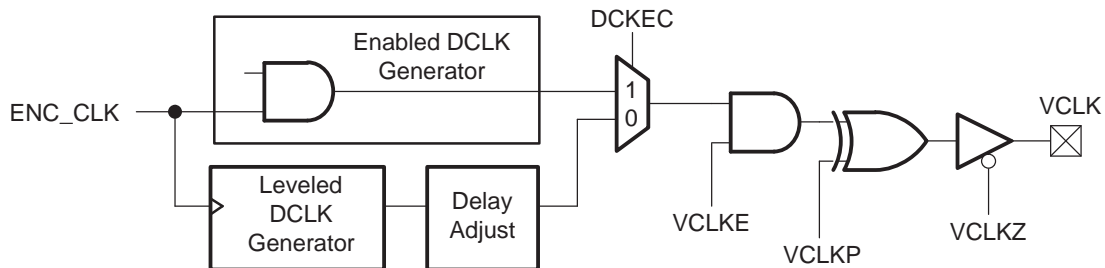 DCKEC
Enabled DCLK
Generator
1
0
ENC_CLK
VCLK
Leveled
DCLK
Generator
Delay
Adjust
VCLKE
VCLKP
VCLKZ